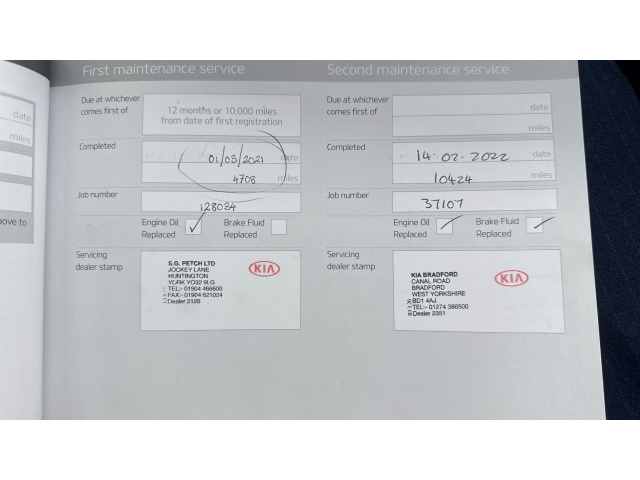 First maintenance service
Due at whichever
comes first of
12 months or 10,000 miles
from date of first registration
Completed
01/03/2021 date
4708 miles
Job number
128024
Engine Oil
Replaced
Brake Fluid
Replaced
Servicing
dealer stamp
S.G. PETCH LTD
JOCKEY LANE
HUNTINGTON
YORK YO32 9LG
TEL:- 01904 466600
FAX:- 01904 621024
Dealer 2128
KIA
Second maintenance service
Due at whichever
comes first of
date
miles
Completed
14-02-2022 date
10424 miles
Job number
37107
Engine Oil
Replaced
Brake Fluid
Replaced
Servicing
dealer stamp
KIA BRADFORD
CANAL ROAD
BRADFORD
WEST YORKSHIRE
BD1 4AJ
TEL:- 01274 386500
Dealer 2351
KIA
date
miles
ove to